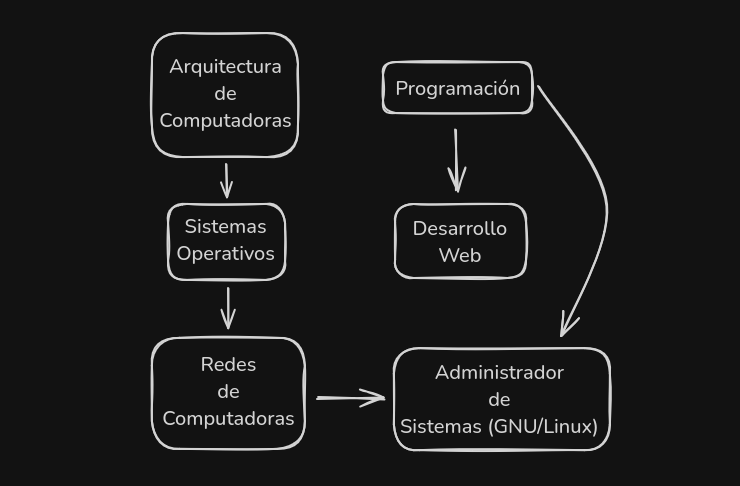 Arquitectura
de
Computadoras
Programación
Sistemas
Operativos
Desarrollo
Web
Redes
de
Computadoras
Administrador
de
Sistemas (GNU/Linux)